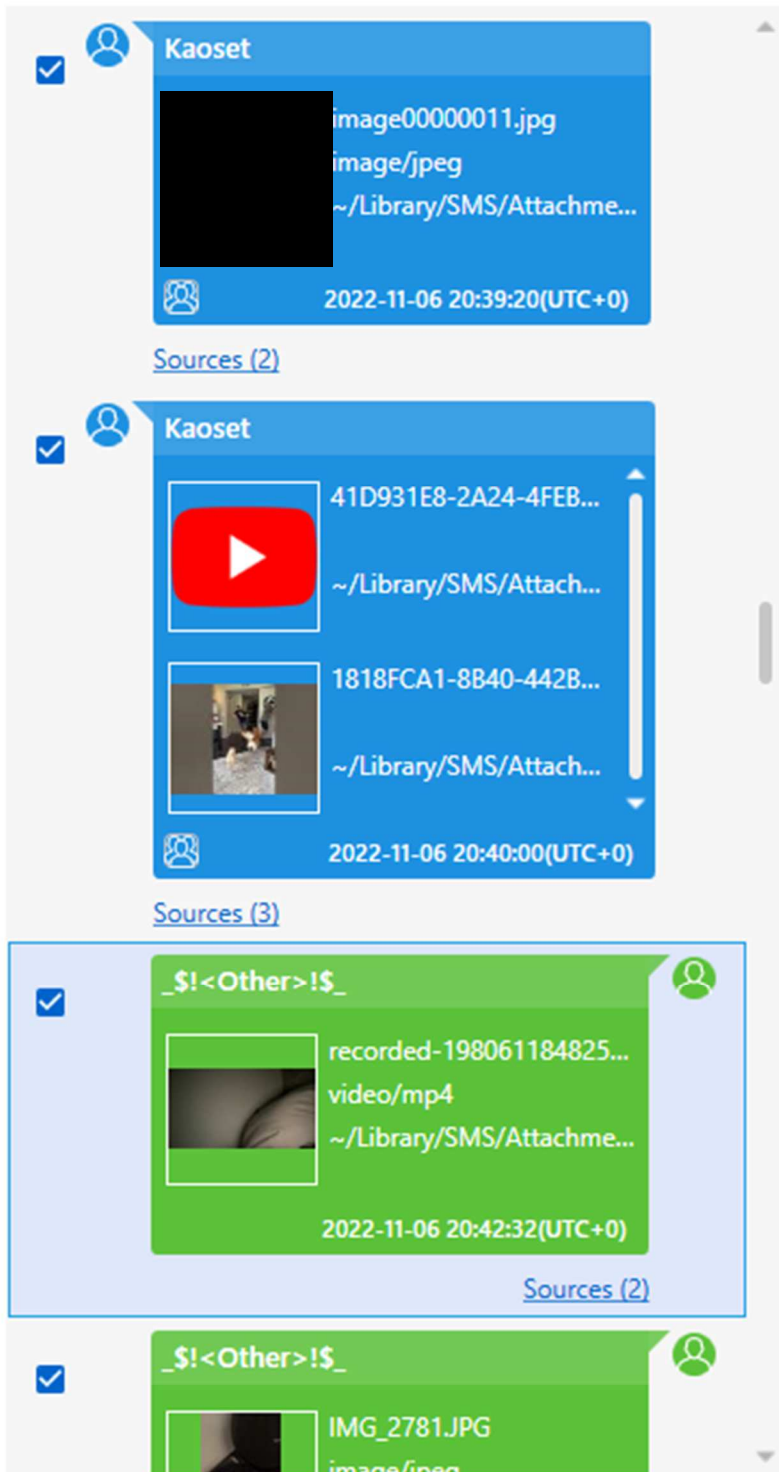 Kaoset
image00000011.jpg
image/jpeg
~/Library/SMS/Attachme...
2022-11-06 20:39:20(UTC+0)
Sources (2)
Kaoset
41D931E8-2A24-4FEB...
~/Library/SMS/Attach...
1818FCA1-8B40-442B...
~/Library/SMS/Attach...
2022-11-06 20:40:00(UTC+0)
Sources (3)
_$!<Other>!$_
recorded-198061184825...
video/mp4
~/Library/SMS/Attachme...
2022-11-06 20:42:32(UTC+0)
Sources (2)
_$!<Other>!$_
IMG_2781.JPG
image/jpeg